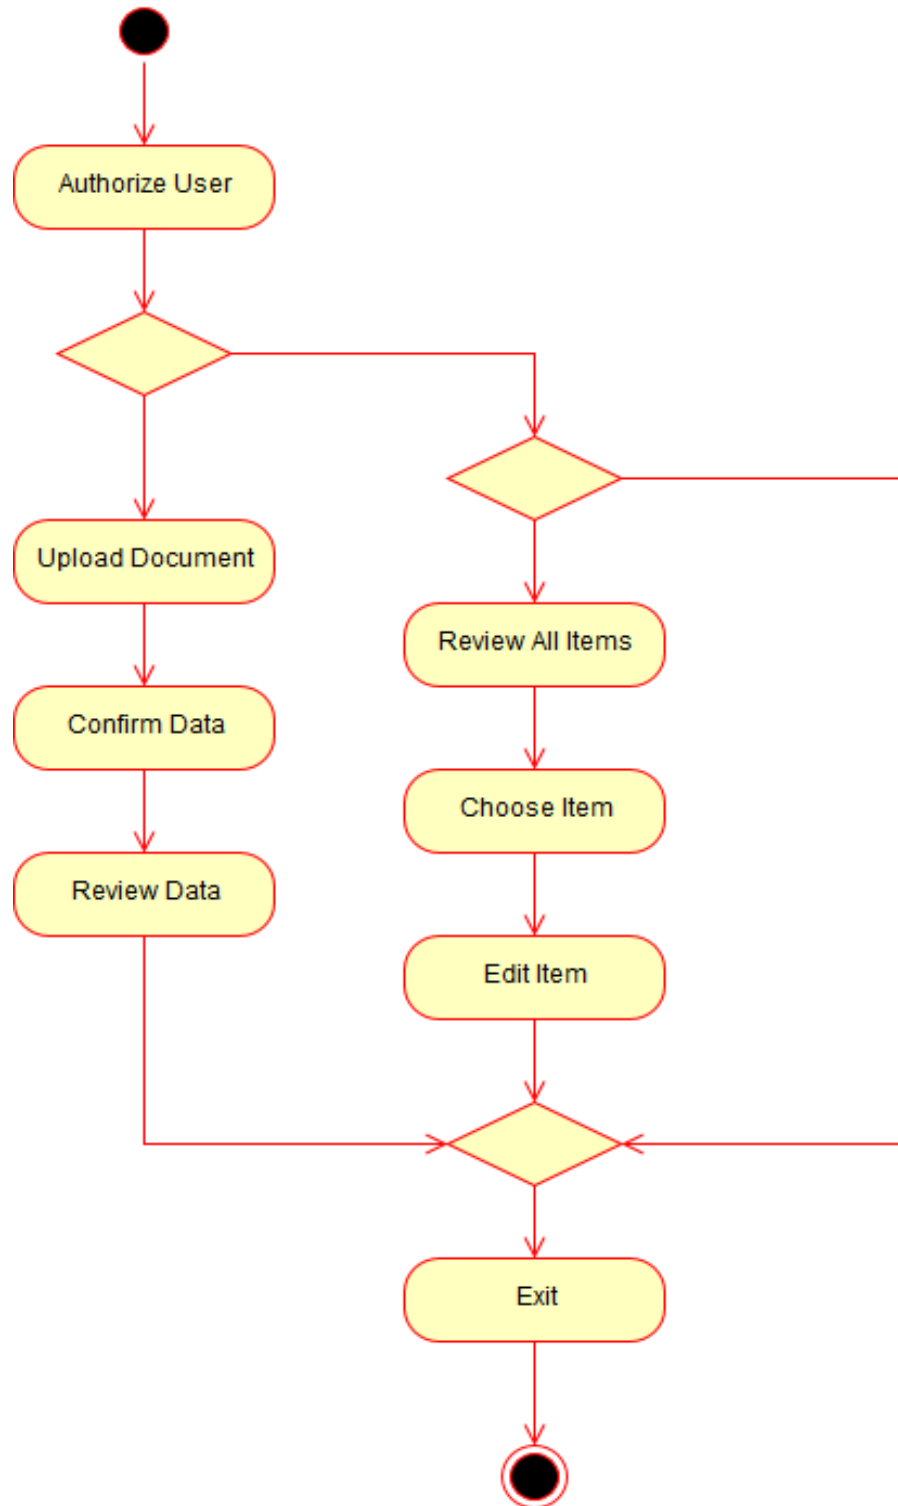 Authorize User
Upload Document
Confirm Data
Review Data
Review All Items
Choose Item
Edit Item
Exit